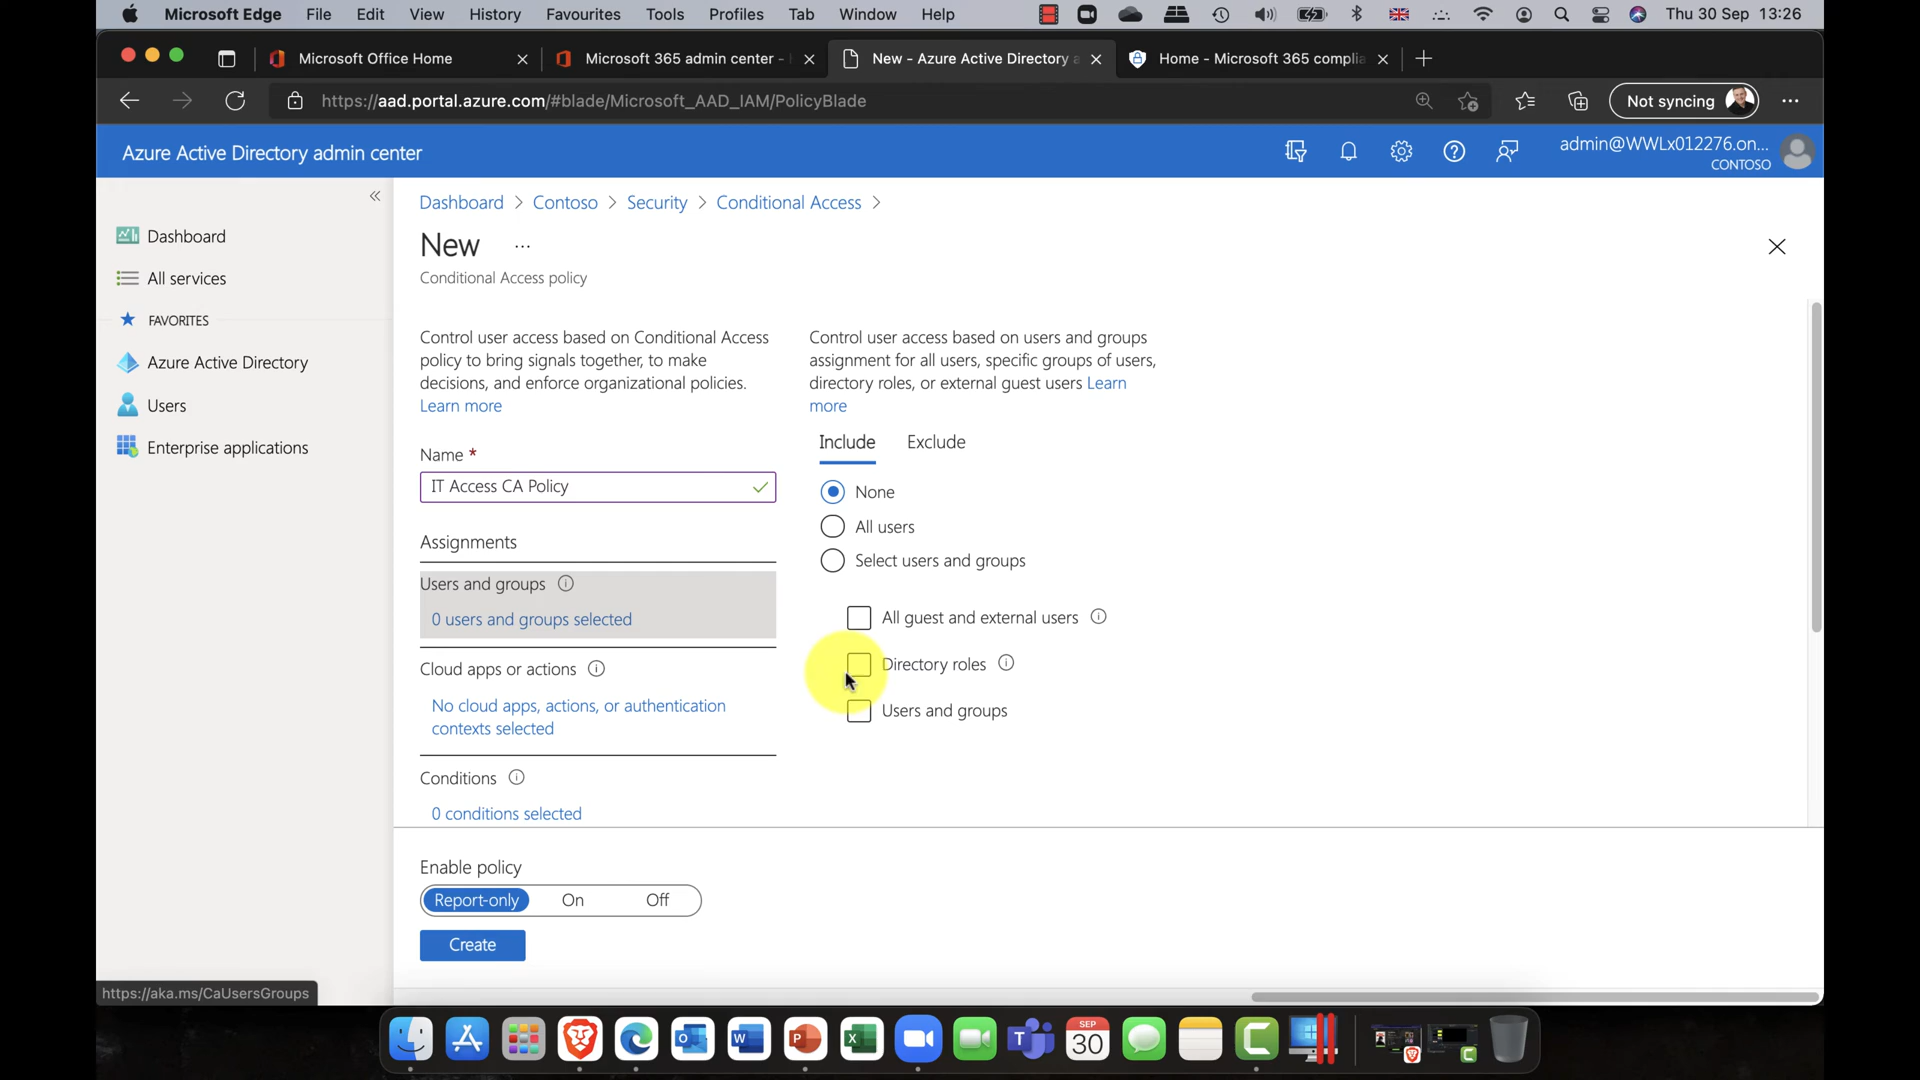 Microsoft Edge File Edit View History Favourites Tools Profiles Tab Window Help Thu 30 Sep 13:26
Microsoft Office Home
Microsoft 365 admin center -
New - Azure Active Directory a
Home - Microsoft 365 complia
https://aad.portal.azure.com/#blade/Microsoft_AAD_IAM/PolicyBlade
Not syncing
Azure Active Directory admin center
admin@WWLx012276.on...
CONTOSO
Dashboard
All services
FAVORITES
Azure Active Directory
Users
Enterprise applications
Dashboard > Contoso > Security > Conditional Access >
New ...
Conditional Access policy
Control user access based on Conditional Access
policy to bring signals together, to make
decisions, and enforce organizational policies.
Learn more
Name *
IT Access CA Policy
Assignments
Users and groups
0 users and groups selected
Cloud apps or actions
No cloud apps, actions, or authentication
contexts selected
Conditions
0 conditions selected
Control user access based on users and groups
assignment for all users, specific groups of users,
directory roles, or external guest users Learn
more
Include Exclude
None
All users
Select users and groups
All guest and external users
Directory roles
Users and groups
Enable policy
Report-only On Off
Create
https://aka.ms/CaUsersGroups
SEP
30